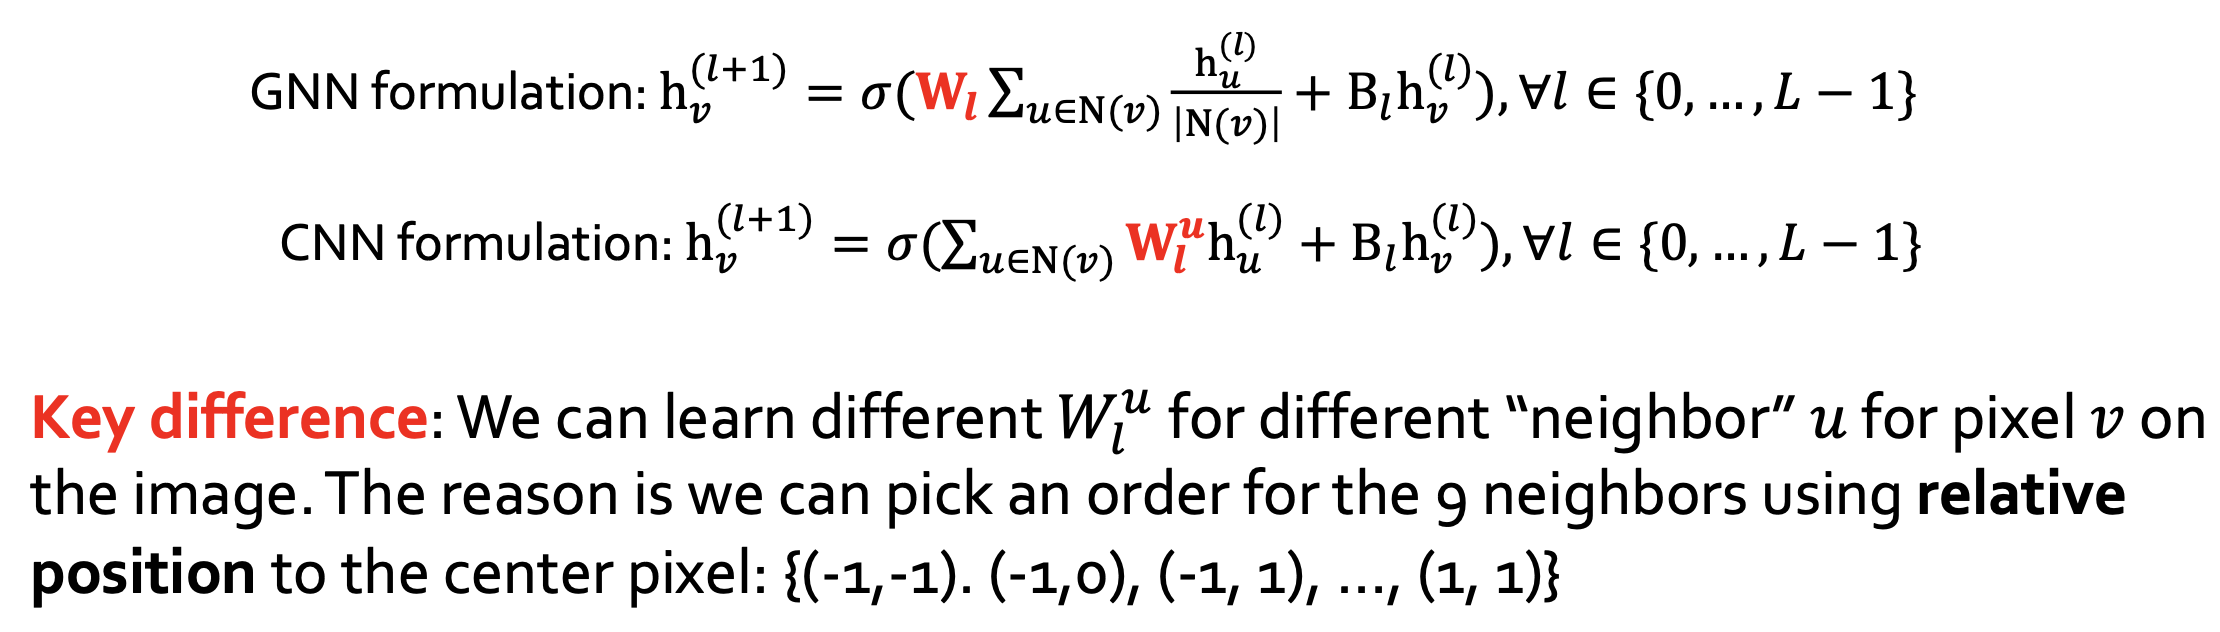 GNN formulation: h_v^{(l+1)} = σ(W_l ∑_{u∈N(v)} \frac{h_u^{(l)}}{|N(v)|} + B_l h_v^{(l)}), ∀l ∈ {0, …, L − 1}
CNN formulation: h_v^{(l+1)} = σ(∑_{u∈N(v)} W_l^u h_u^{(l)} + B_l h_v^{(l)}), ∀l ∈ {0, …, L − 1}
Key difference: We can learn different W_l^u for different “neighbor” u for pixel v on
the image. The reason is we can pick an order for the 9 neighbors using relative
position to the center pixel: {(-1,-1). (-1,0), (-1, 1), …, (1, 1)}